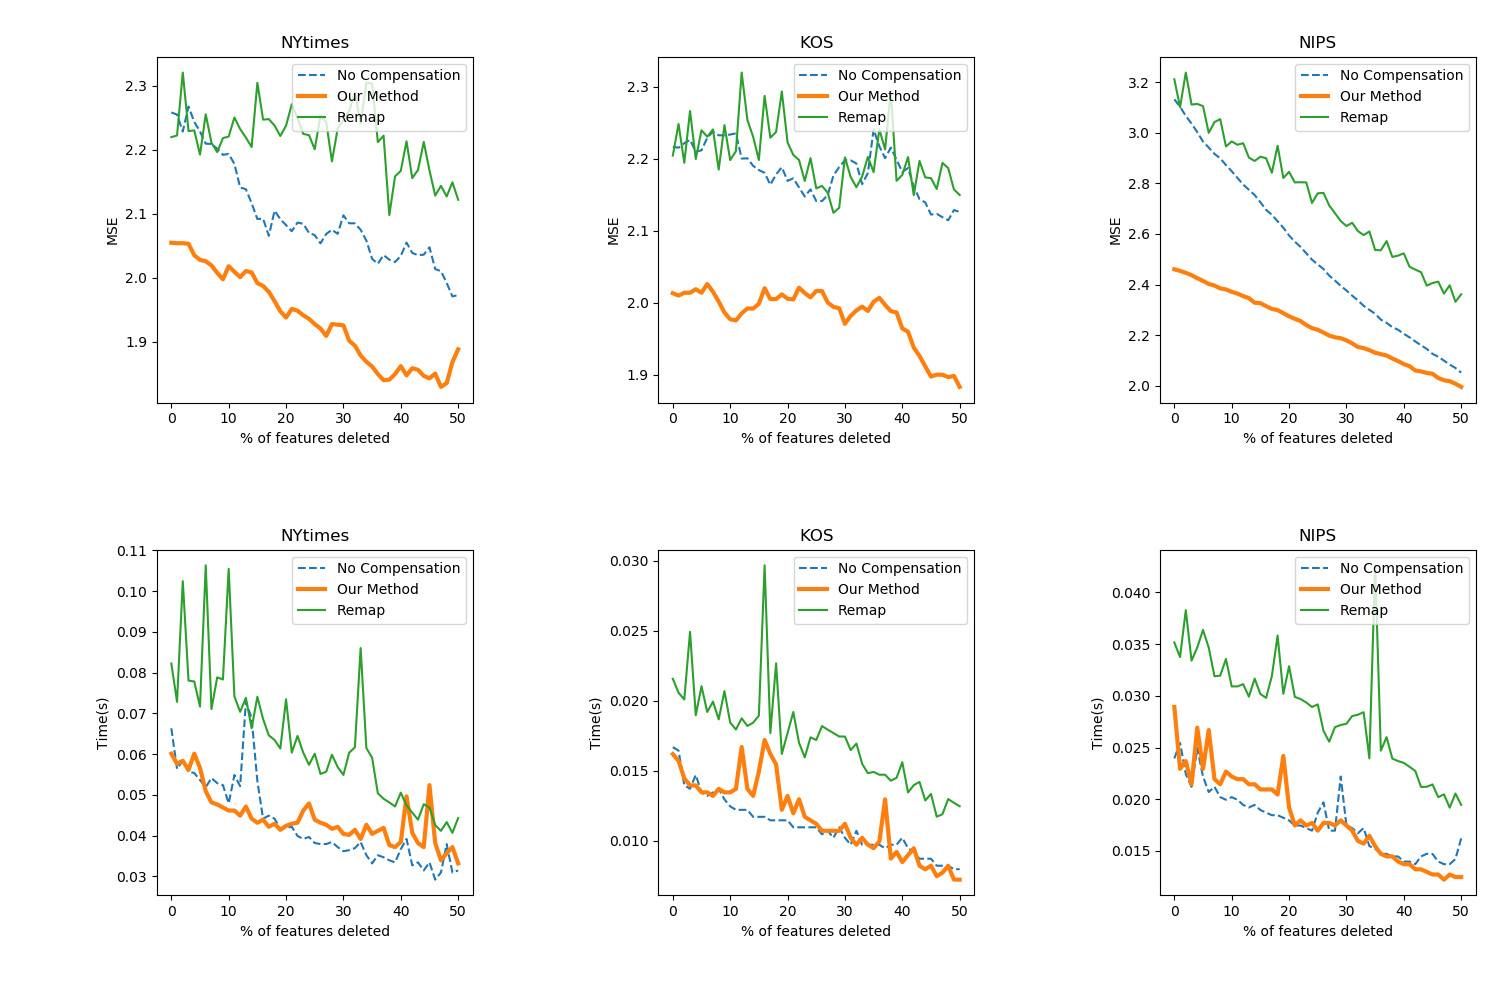 NYtimes
2.3
2.2
2.1
2.0
1.9
MSE
0 10 20 30 40 50
% of features deleted
No Compensation
Our Method
Remap
KOS
2.3
2.2
2.1
2.0
1.9
MSE
0 10 20 30 40 50
% of features deleted
No Compensation
Our Method
Remap
NIPS
3.2
3.0
2.8
2.6
2.4
2.2
2.0
MSE
0 10 20 30 40 50
% of features deleted
No Compensation
Our Method
Remap
NYtimes
0.11
0.10
0.09
0.08
0.07
0.06
0.05
0.04
0.03
Time(s)
0 10 20 30 40 50
% of features deleted
No Compensation
Our Method
Remap
KOS
0.030
0.025
0.020
0.015
0.010
Time(s)
0 10 20 30 40 50
% of features deleted
No Compensation
Our Method
Remap
NIPS
0.040
0.035
0.030
0.025
0.020
0.015
Time(s)
0 10 20 30 40 50
% of features deleted
No Compensation
Our Method
Remap